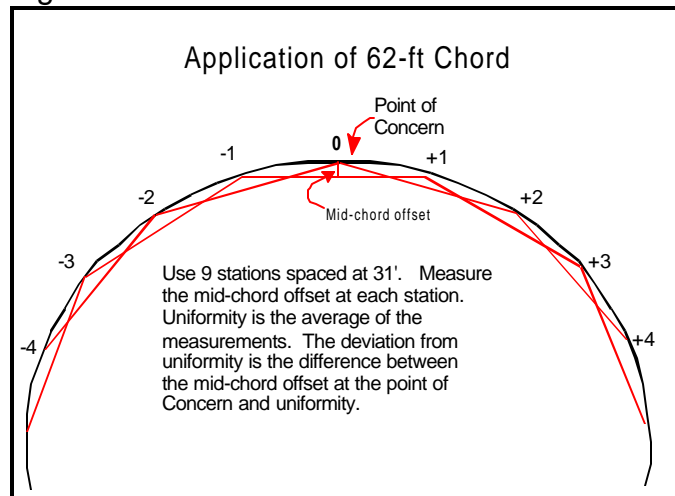 Application of 62-ft Chord
Point of
Concern
0
-1
+1
-2
+2
Mid-chord offset
-3
+3
-4
+4
Use 9 stations spaced at 31'. Measure
the mid-chord offset at each station.
Uniformity is the average of the
measurements. The deviation from
uniformity is the difference between
the mid-chord offset at the point of
Concern and uniformity.